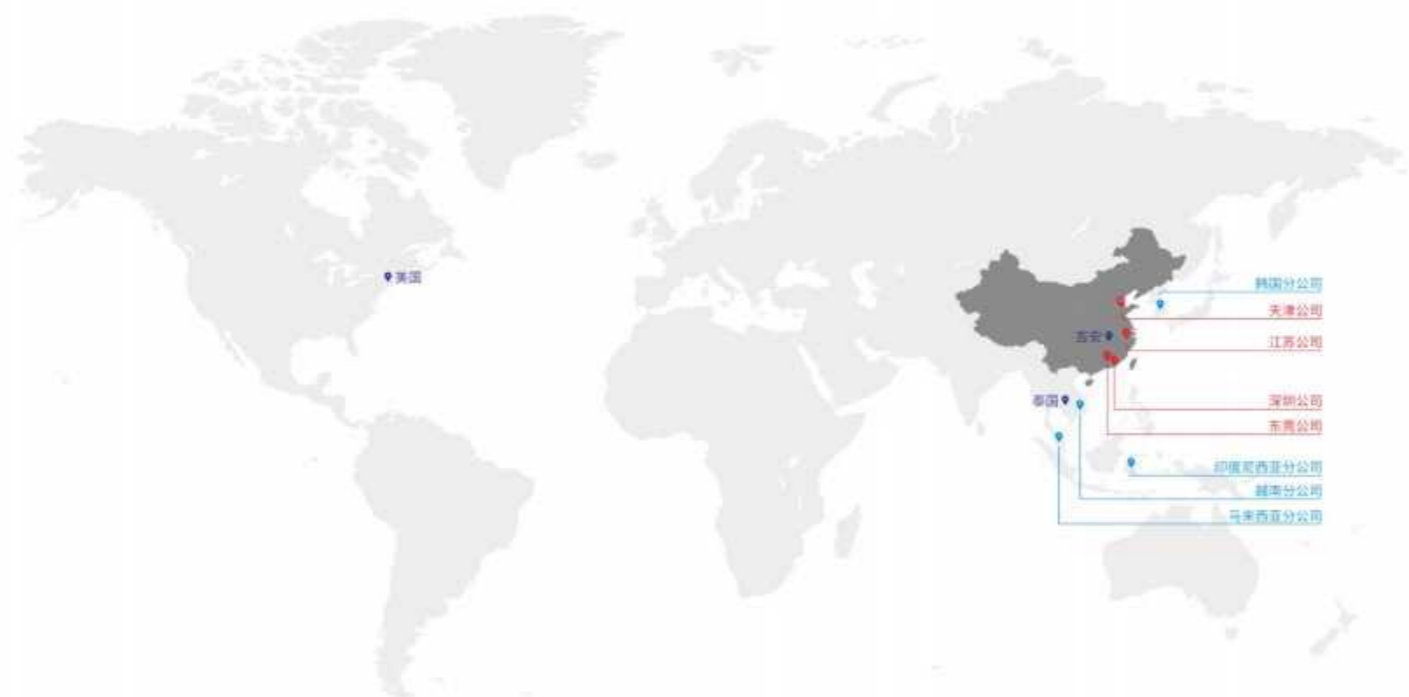 美国
韩国分公司
天津公司
吉安
江苏公司
泰国
深圳公司
东莞公司
印度尼西亚分公司
越南分公司
马来西亚分公司